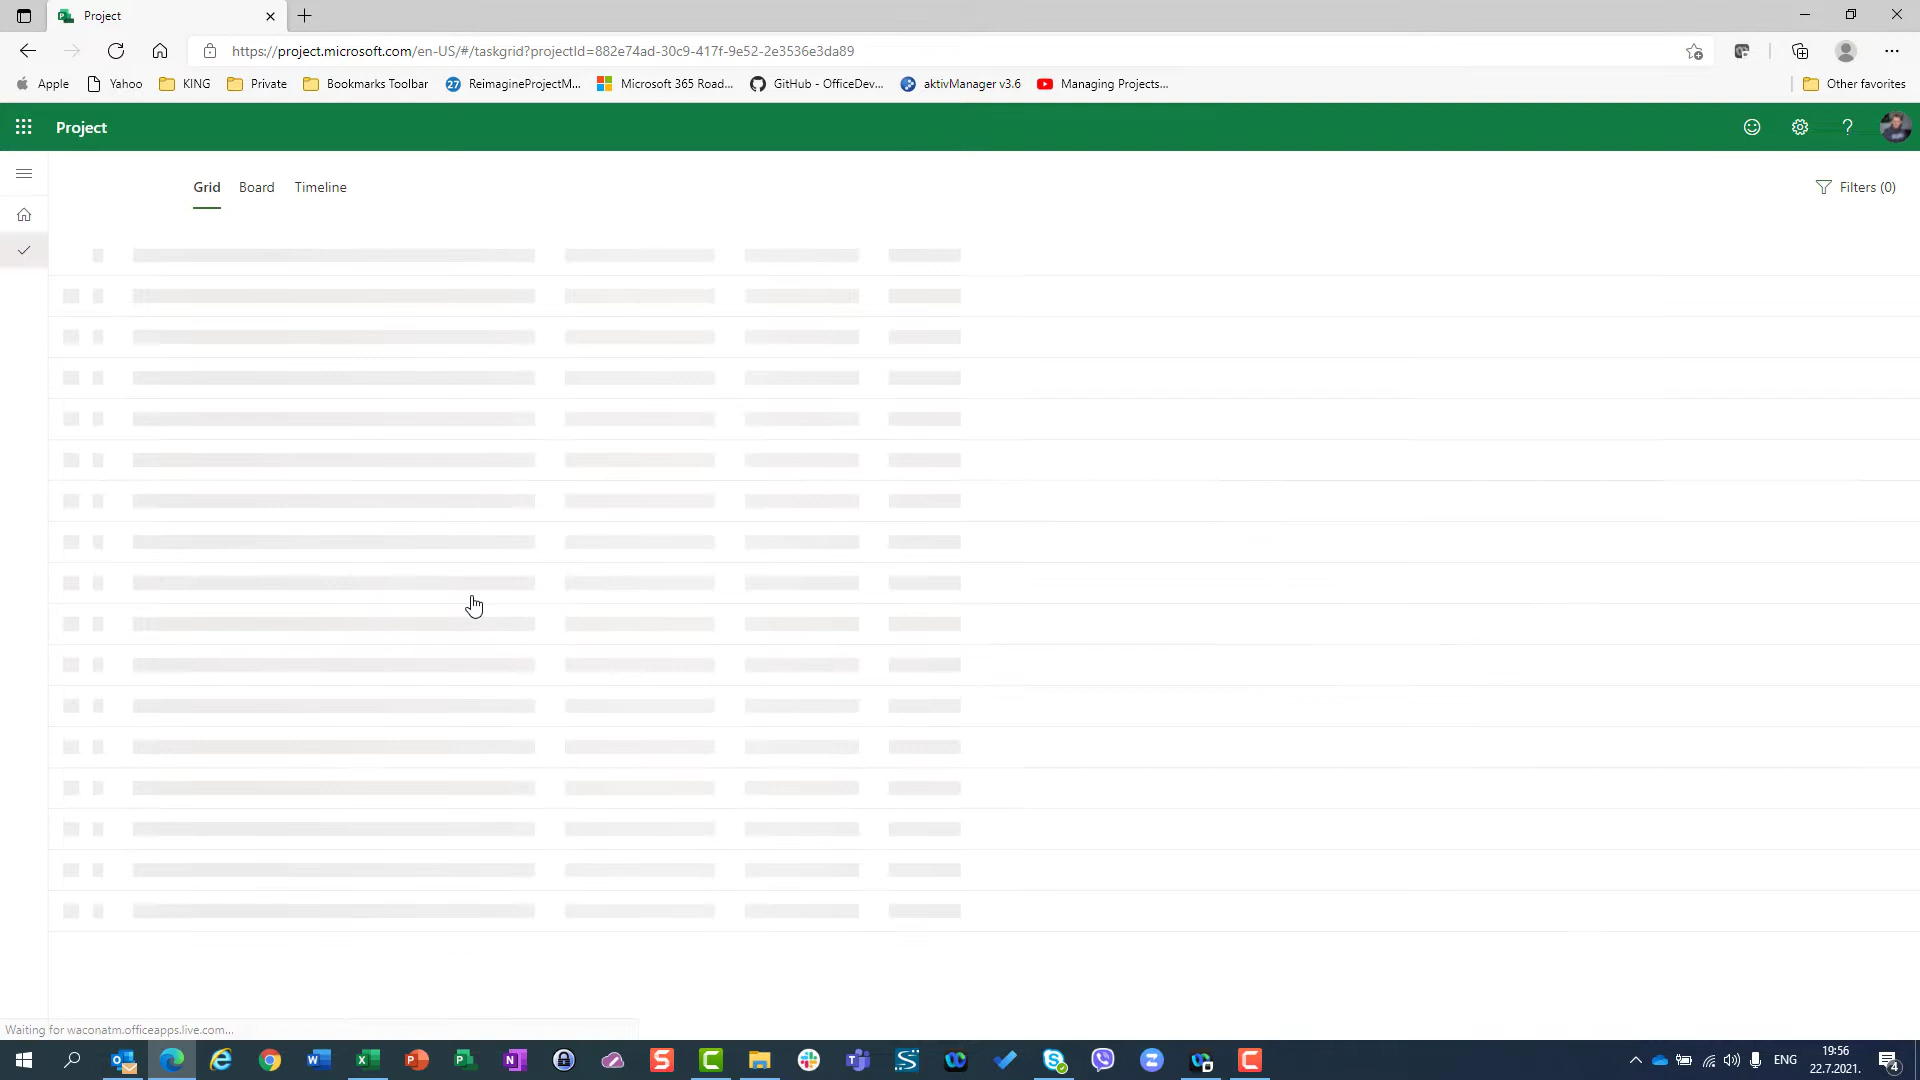 Project
https://project.microsoft.com/en-US/#/taskgrid?projectId=882e74ad-30c9-417f-9e52-2e3536e3da89
Apple Yahoo KING Private Bookmarks Toolbar 27 ReimagineProjectM... Microsoft 365 Road... GitHub - OfficeDev... aktivManager v3.6 Managing Projects... Other favorites
Project ?
Grid Board Timeline Filters (0)
Waiting for waconatm.officeapps.live.com...
ENG 19:56
22.7.2021. 4